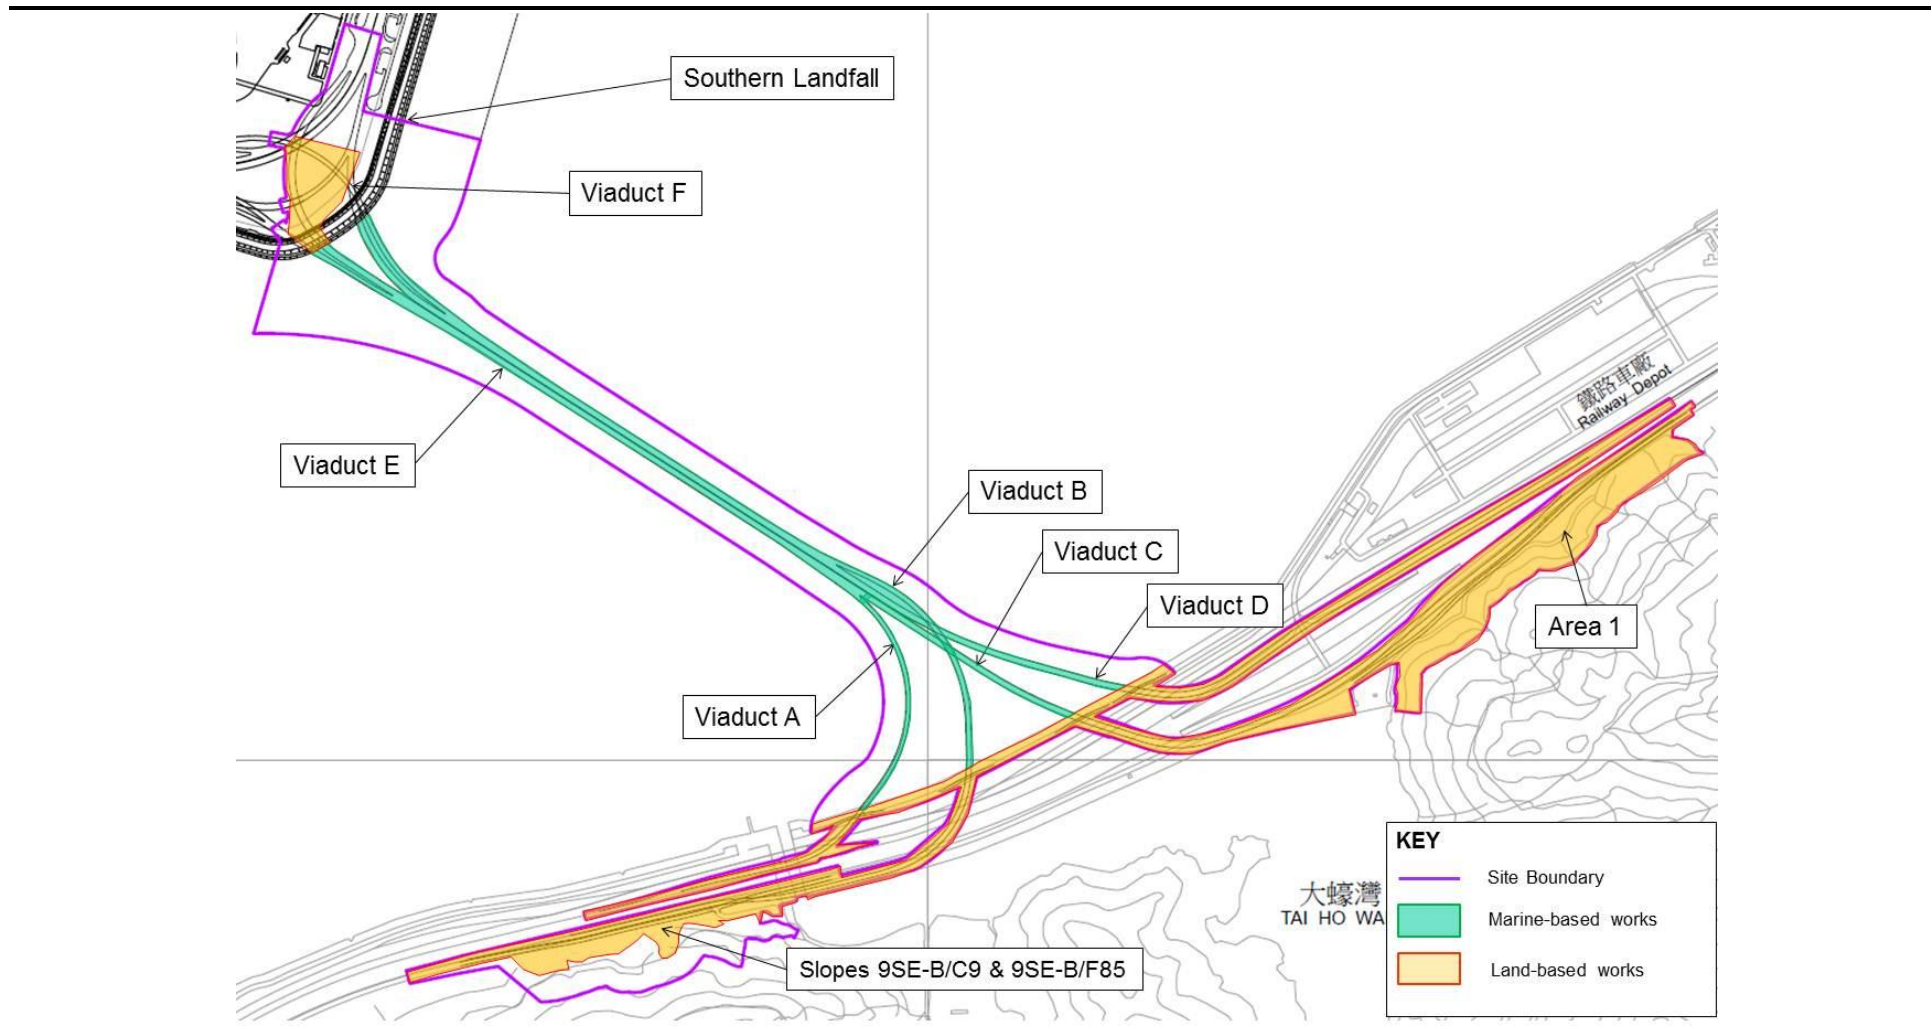 Southern Landfall
Viaduct F
鐵路車廠
Railway Depot
Viaduct E
Viaduct B
Viaduct C
Viaduct D
Area 1
Viaduct A
大蠔灣
TAI HO WA
Slopes 9SE-B/C9 & 9SE-B/F85
KEY
Site Boundary
Marine-based works
Land-based works